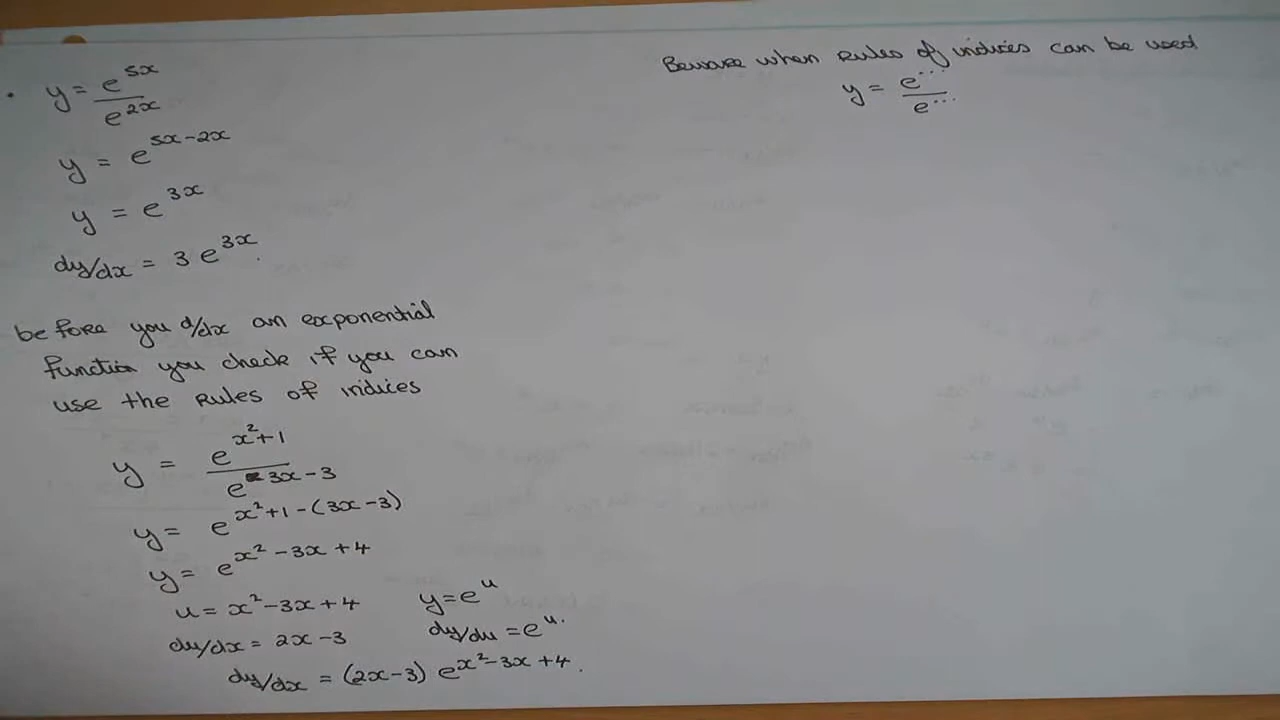 y = e^5x / e^2x
y = e^5x-2x
y = e^3x
dy/dx = 3 e^3x.
before you d/dx an exponential
function you check if you can
use the rules of indices
y = e^x²+1 / e^3x-3
y = e^x²+1-(3x-3)
y = e^x²-3x+4
u = x²-3x+4 y=e^u
du/dx = 2x-3 dy/du = e^u.
dy/dx = (2x-3) e^x²-3x+4.
Beware when Rules of indices can be used
y = e^... / e^...